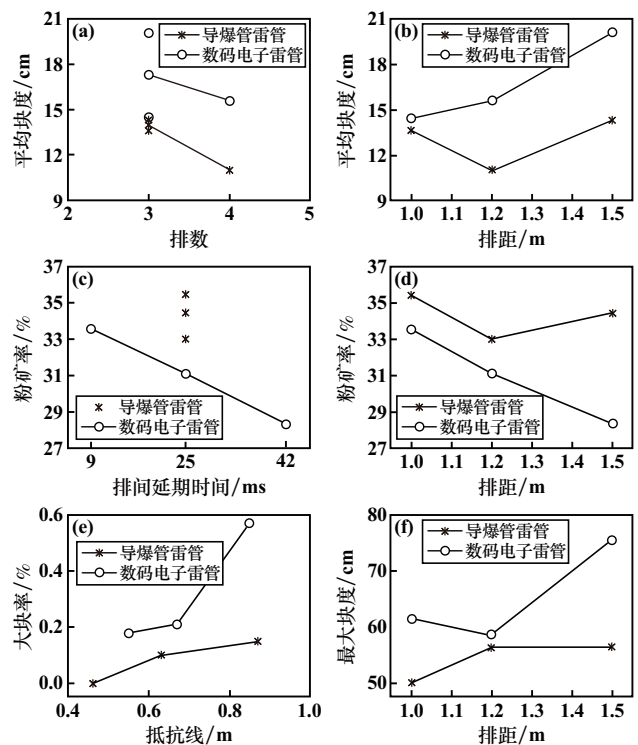 21
18
15
12
9
平均块度/cm
(a)
导爆管雷管
数码电子雷管
2
3
4
5
排数
21
18
15
12
9
平均块度/cm
(b)
导爆管雷管
数码电子雷管
1.0
1.1
1.2
1.3
1.4
1.5
排距/m
37
35
33
31
28
27
粉矿率/%
(c)
导爆管雷管
数码电子雷管
9
25
42
排间延期时间/ms
37
35
33
31
28
27
粉矿率/%
(d)
导爆管雷管
数码电子雷管
1.0
1.1
1.2
1.3
1.4
1.5
排距/m
0.6
0.4
0.2
0.0
大块率/%
(e)
导爆管雷管
数码电子雷管
0.4
0.6
0.8
1.0
抵抗线/m
80
70
60
50
最大块度/cm
(f)
导爆管雷管
数码电子雷管
1.0
1.1
1.2
1.3
1.4
1.5
排距/m